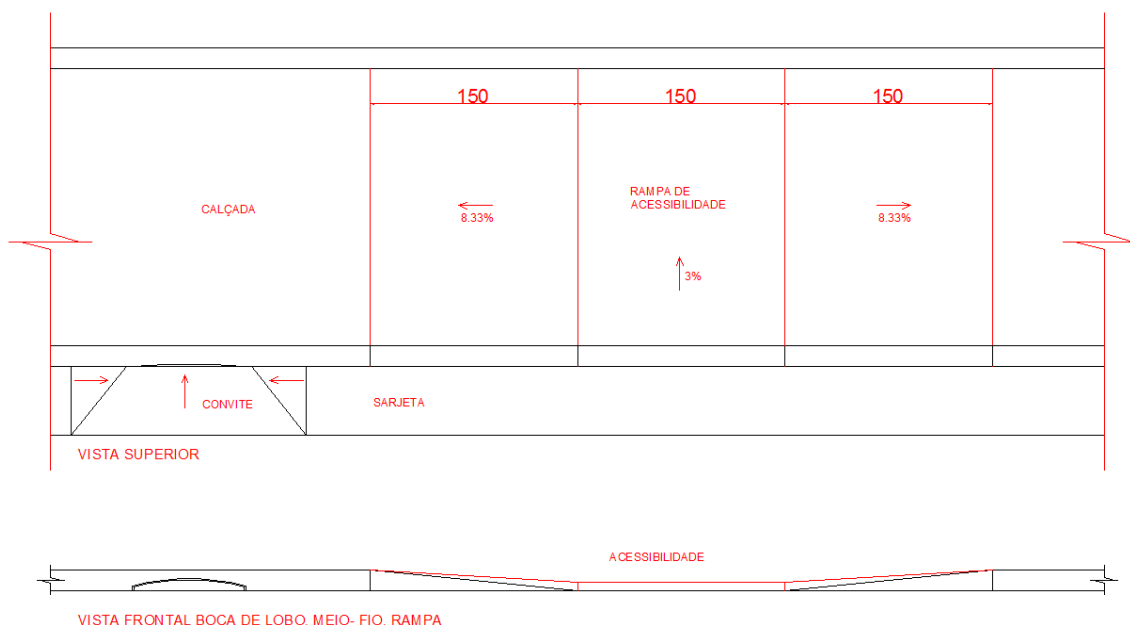 150
150
150
CALÇADA
8.33%
RAMPA DE
ACESSIBILIDADE
8.33%
3%
CONVITE
SARJETA
VISTA SUPERIOR
ACESSIBILIDADE
VISTA FRONTAL BOCA DE LOBO. MEIO- FIO. RAMPA